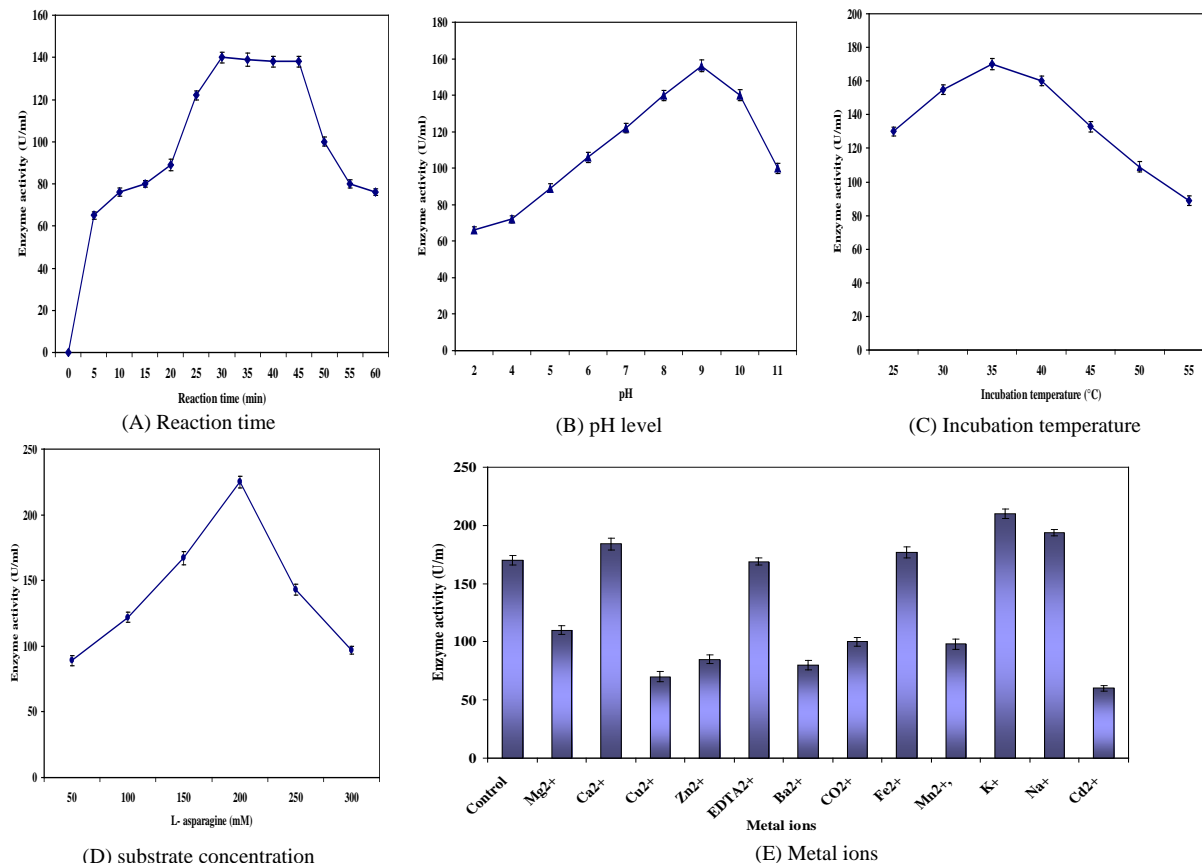 160
140
120
100
80
60
40
20
0
Enzyme activity (U/ml)
0 5 10 15 20 25 30 35 40 45 50 55 60
Reaction time (min)
(A) Reaction time
180
160
140
120
100
80
60
40
20
0
Enzyme activity (U/ml)
2 4 5 6 7 8 9 10 11
pH
(B) pH level
200
180
160
140
120
100
80
60
40
20
0
Enzyme activity (U/ml)
25 30 35 40 45 50 55
Incubation temperature (°C)
(C) Incubation temperature
250
200
150
100
50
0
Enzyme activity (U/ml)
50 100 150 200 250 300
L- asparagine (mM)
(D) substrate concentration
250
200
150
100
50
0
Enzyme activity (U/m)
Control Mg2+ Ca2+ Cu2+ Zn2+ EDTA2+ Ba2+ CO2+ Fe2+ Mn2+, K+ Na+ Cd2+
Metal ions
(E) Metal ions